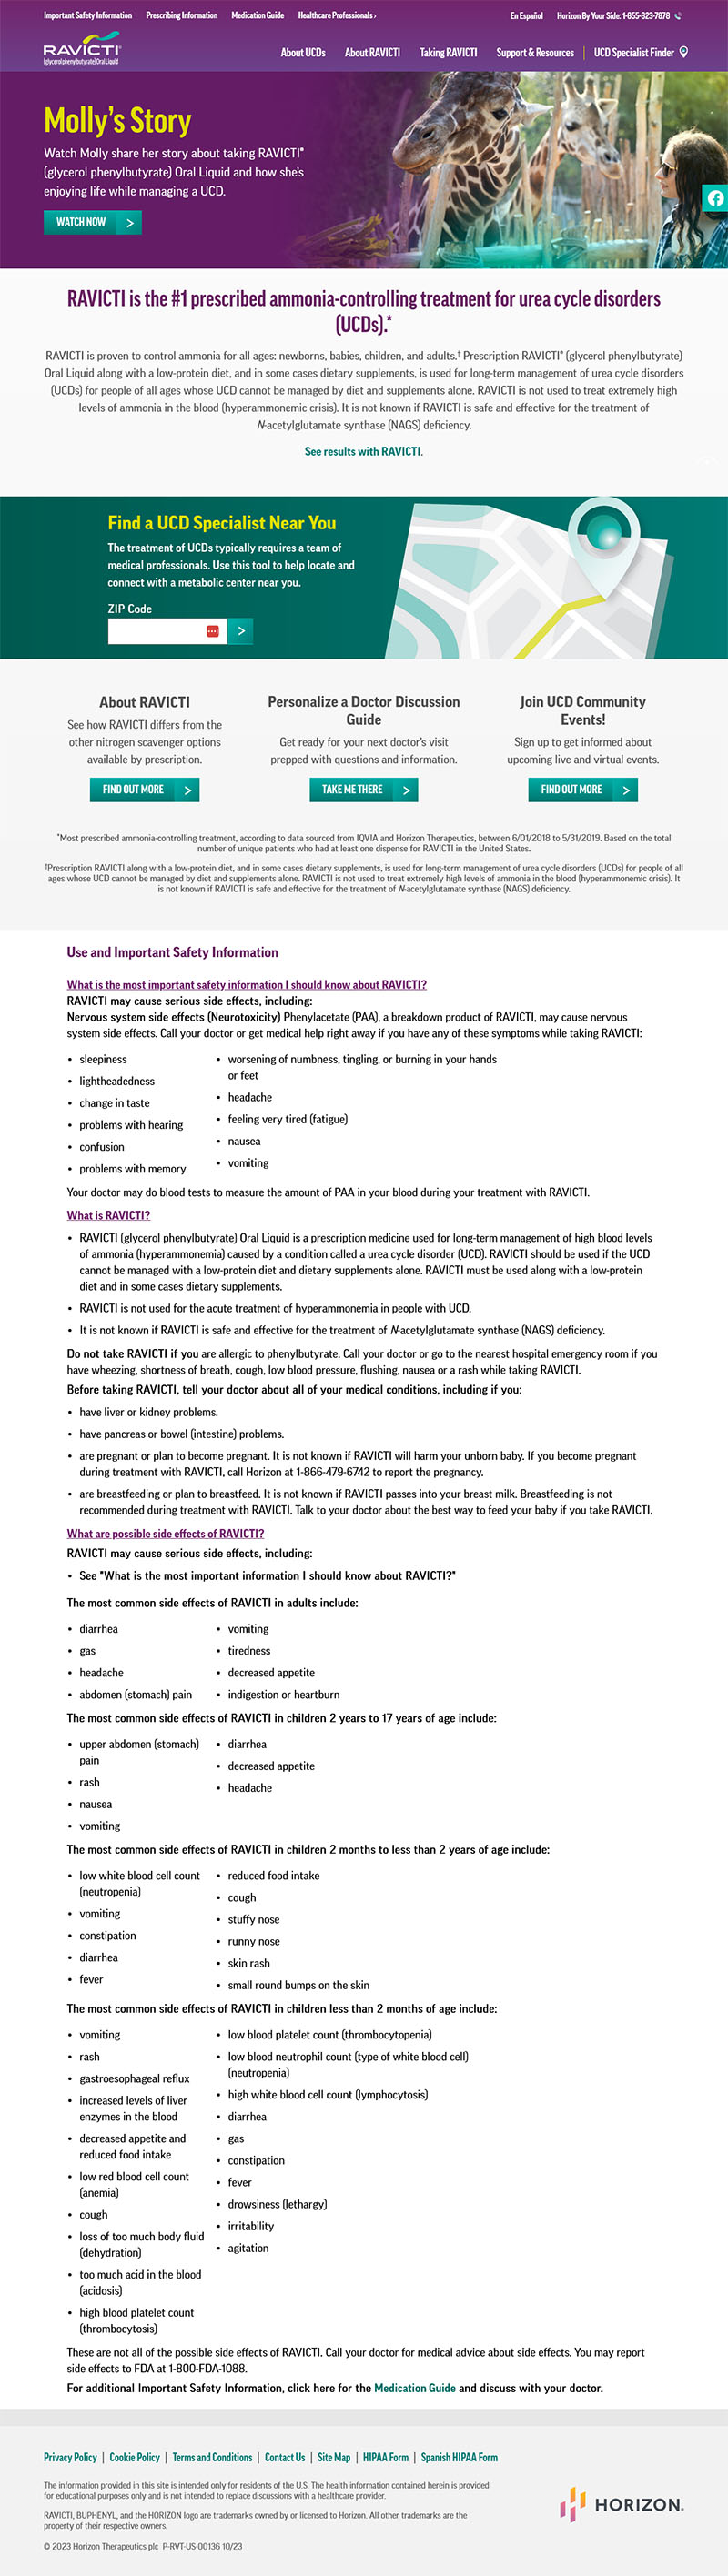 Important Safety Information Prescribing Information Medication Guide Healthcare Professionals ›
En Español Horizon By Your Side: 1-855-823-7878
RAVICTI®
(glycerol phenylbutyrate) Oral Liquid
About UCDs About RAVICTI Taking RAVICTI Support & Resources UCD Specialist Finder
Molly's Story
Watch Molly share her story about taking RAVICTI®
(glycerol phenylbutyrate) Oral Liquid and how she's
enjoying life while managing a UCD.
WATCH NOW >
RAVICTI is the #1 prescribed ammonia-controlling treatment for urea cycle disorders
(UCDs).*
RAVICTI is proven to control ammonia for all ages: newborns, babies, children, and adults.† Prescription RAVICTI® (glycerol phenylbutyrate)
Oral Liquid along with a low-protein diet, and in some cases dietary supplements, is used for long-term management of urea cycle disorders
(UCDs) for people of all ages whose UCD cannot be managed by diet and supplements alone. RAVICTI is not used to treat extremely high
levels of ammonia in the blood (hyperammonemic crisis). It is not known if RAVICTI is safe and effective for the treatment of
N-acetylglutamate synthase (NAGS) deficiency.
See results with RAVICTI.
Find a UCD Specialist Near You
The treatment of UCDs typically requires a team of
medical professionals. Use this tool to help locate and
connect with a metabolic center near you.
ZIP Code
>
About RAVICTI
See how RAVICTI differs from the
other nitrogen scavenger options
available by prescription.
FIND OUT MORE >
Personalize a Doctor Discussion
Guide
Get ready for your next doctor's visit
prepped with questions and information.
TAKE ME THERE >
Join UCD Community
Events!
Sign up to get informed about
upcoming live and virtual events.
FIND OUT MORE >
*Most prescribed ammonia-controlling treatment, according to data sourced from IQVIA and Horizon Therapeutics, between 6/01/2018 to 5/31/2019. Based on the total
number of unique patients who had at least one dispense for RAVICTI in the United States.
†Prescription RAVICTI along with a low-protein diet, and in some cases dietary supplements, is used for long-term management of urea cycle disorders (UCDs) for people of all
ages whose UCD cannot be managed by diet and supplements alone. RAVICTI is not used to treat extremely high levels of ammonia in the blood (hyperammonemic crisis). It
is not known if RAVICTI is safe and effective for the treatment of N-acetylglutamate synthase (NAGS) deficiency.
Use and Important Safety Information
What is the most important safety information I should know about RAVICTI?
RAVICTI may cause serious side effects, including:
Nervous system side effects (Neurotoxicity) Phenylacetate (PAA), a breakdown product of RAVICTI, may cause nervous
system side effects. Call your doctor or get medical help right away if you have any of these symptoms while taking RAVICTI:
• sleepiness
• lightheadedness
• change in taste
• problems with hearing
• confusion
• problems with memory
• worsening of numbness, tingling, or burning in your hands
or feet
• headache
• feeling very tired (fatigue)
• nausea
• vomiting
Your doctor may do blood tests to measure the amount of PAA in your blood during your treatment with RAVICTI.
What is RAVICTI?
• RAVICTI (glycerol phenylbutyrate) Oral Liquid is a prescription medicine used for long-term management of high blood levels
of ammonia (hyperammonemia) caused by a condition called a urea cycle disorder (UCD). RAVICTI should be used if the UCD
cannot be managed with a low-protein diet and dietary supplements alone. RAVICTI must be used along with a low-protein
diet and in some cases dietary supplements.
• RAVICTI is not used for the acute treatment of hyperammonemia in people with UCD.
• It is not known if RAVICTI is safe and effective for the treatment of N-acetylglutamate synthase (NAGS) deficiency.
Do not take RAVICTI if you are allergic to phenylbutyrate. Call your doctor or go to the nearest hospital emergency room if you
have wheezing, shortness of breath, cough, low blood pressure, flushing, nausea or a rash while taking RAVICTI.
Before taking RAVICTI, tell your doctor about all of your medical conditions, including if you:
• have liver or kidney problems.
• have pancreas or bowel (intestine) problems.
• are pregnant or plan to become pregnant. It is not known if RAVICTI will harm your unborn baby. If you become pregnant
during treatment with RAVICTI, call Horizon at 1-866-479-6742 to report the pregnancy.
• are breastfeeding or plan to breastfeed. It is not known if RAVICTI passes into your breast milk. Breastfeeding is not
recommended during treatment with RAVICTI. Talk to your doctor about the best way to feed your baby if you take RAVICTI.
What are possible side effects of RAVICTI?
RAVICTI may cause serious side effects, including:
• See "What is the most important information I should know about RAVICTI?"
The most common side effects of RAVICTI in adults include:
• diarrhea
• gas
• headache
• abdomen (stomach) pain
• vomiting
• tiredness
• decreased appetite
• indigestion or heartburn
The most common side effects of RAVICTI in children 2 years to 17 years of age include:
• upper abdomen (stomach)
pain
• rash
• nausea
• vomiting
• diarrhea
• decreased appetite
• headache
The most common side effects of RAVICTI in children 2 months to less than 2 years of age include:
• low white blood cell count
(neutropenia)
• vomiting
• constipation
• diarrhea
• fever
• reduced food intake
• cough
• stuffy nose
• runny nose
• skin rash
• small round bumps on the skin
The most common side effects of RAVICTI in children less than 2 months of age include:
• vomiting
• rash
• gastroesophageal reflux
• increased levels of liver
enzymes in the blood
• decreased appetite and
reduced food intake
• low red blood cell count
(anemia)
• cough
• loss of too much body fluid
(dehydration)
• too much acid in the blood
(acidosis)
• high blood platelet count
(thrombocytosis)
• low blood platelet count (thrombocytopenia)
• low blood neutrophil count (type of white blood cell)
(neutropenia)
• high white blood cell count (lymphocytosis)
• diarrhea
• gas
• constipation
• fever
• drowsiness (lethargy)
• irritability
• agitation
These are not all of the possible side effects of RAVICTI. Call your doctor for medical advice about side effects. You may report
side effects to FDA at 1-800-FDA-1088.
For additional Important Safety Information, click here for the Medication Guide and discuss with your doctor.
Privacy Policy | Cookie Policy | Terms and Conditions | Contact Us | Site Map | HIPAA Form | Spanish HIPAA Form
The information provided in this site is intended only for residents of the U.S. The health information contained herein is provided
for educational purposes only and is not intended to replace discussions with a healthcare provider.
RAVICTI, BUPHENYL, and the HORIZON logo are trademarks owned by or licensed to Horizon. All other trademarks are the
property of their respective owners.
© 2023 Horizon Therapeutics plc P-RVT-US-00136 10/23
HORIZON.